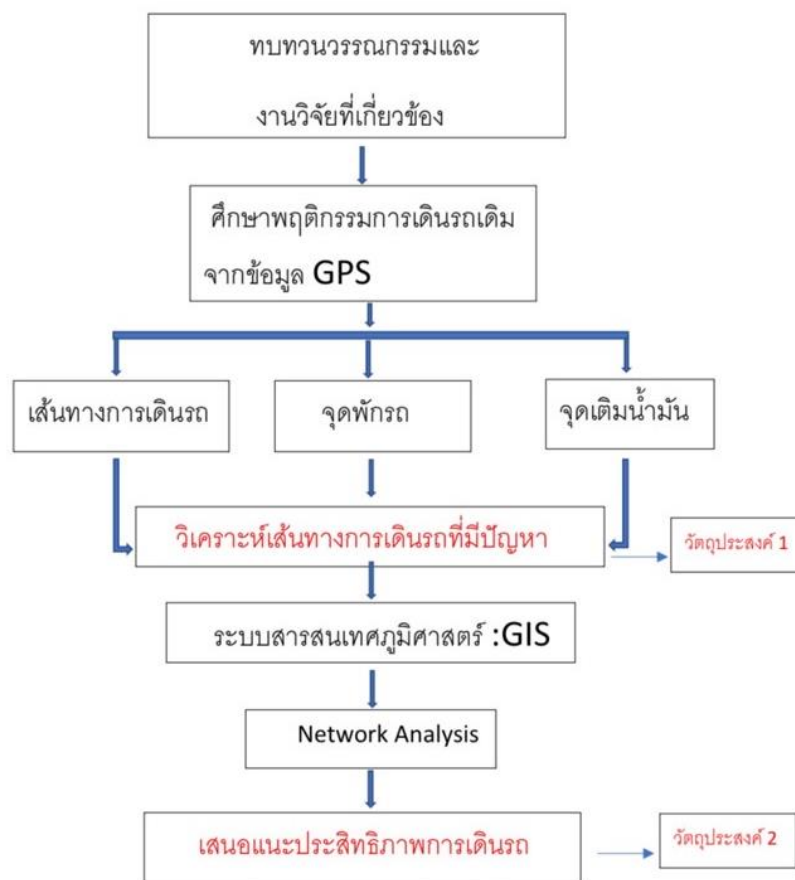 ทบทวนวรรณกรรมและ
งานวิจัยที่เกี่ยวข้อง
ศึกษาพฤติกรรมการเดินรถเดิม
จากข้อมูล GPS
เส้นทางการเดินรถ
จุดพักรถ
จุดเติมน้ำมัน
วิเคราะห์เส้นทางการเดินรถที่มีปัญหา
วัตถุประสงค์ 1
ระบบสารสนเทศภูมิศาสตร์ :GIS
Network Analysis
เสนอแนะประสิทธิภาพการเดินรถ
วัตถุประสงค์ 2